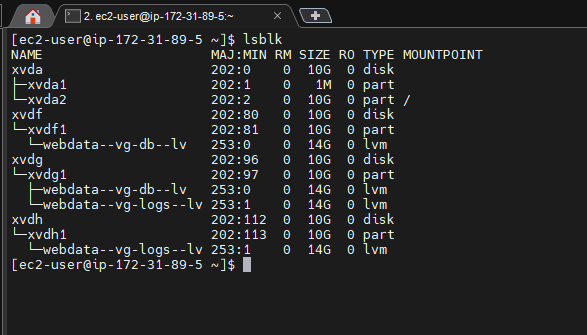 2. ec2-user@ip-172-31-89-5:~
[ec2-user@ip-172-31-89-5 ~]$ lsblk
NAME                        MAJ:MIN RM SIZE RO TYPE MOUNTPOINT
xvda                        202:0    0  10G  0 disk
├─xvda1                     202:1    0   1M  0 part
└─xvda2                     202:2    0  10G  0 part /
xvdf                        202:80   0  10G  0 disk
└─xvdf1                     202:81   0  10G  0 part
  └─webdata--vg-db--lv      253:0    0  14G  0 lvm
xvdg                        202:96   0  10G  0 disk
└─xvdg1                     202:97   0  10G  0 part
  ├─webdata--vg-db--lv      253:0    0  14G  0 lvm
  └─webdata--vg-logs--lv    253:1    0  14G  0 lvm
xvdh                        202:112  0  10G  0 disk
└─xvdh1                     202:113  0  10G  0 part
  └─webdata--vg-logs--lv    253:1    0  14G  0 lvm
[ec2-user@ip-172-31-89-5 ~]$